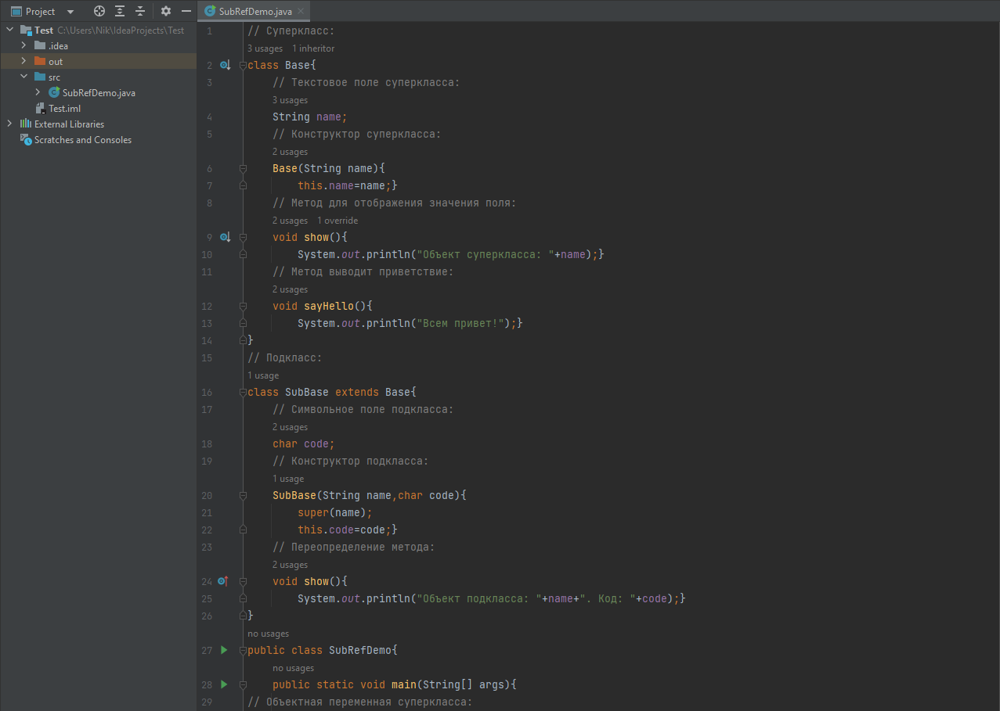 Project
SubRefDemo.java
Test C:\Users\Nik\IdeaProjects\Test
.idea
out
src
SubRefDemo.java
Test.iml
External Libraries
Scratches and Consoles
1 // Суперкласс:
3 usages 1 inheritor
2 class Base{
3 // Текстовое поле суперкласса:
3 usages
4 String name;
5 // Конструктор суперкласса:
2 usages
6 Base(String name){
7 this.name=name;}
8 // Метод для отображения значения поля:
2 usages 1 override
9 void show(){
10 System.out.println("Объект суперкласса: "+name);}
11 // Метод выводит приветствие:
2 usages
12 void sayHello(){
13 System.out.println("Всем привет!");}
14 }
15 // Подкласс:
1 usage
16 class SubBase extends Base{
17 // Символьное поле подкласса:
2 usages
18 char code;
19 // Конструктор подкласса:
1 usage
20 SubBase(String name,char code){
21 super(name);
22 this.code=code;}
23 // Переопределение метода:
2 usages
24 void show(){
25 System.out.println("Объект подкласса: "+name+". Код: "+code);}
26 }
no usages
27 public class SubRefDemo{
no usages
28 public static void main(String[] args){
29 // Объектная переменная суперкласса: